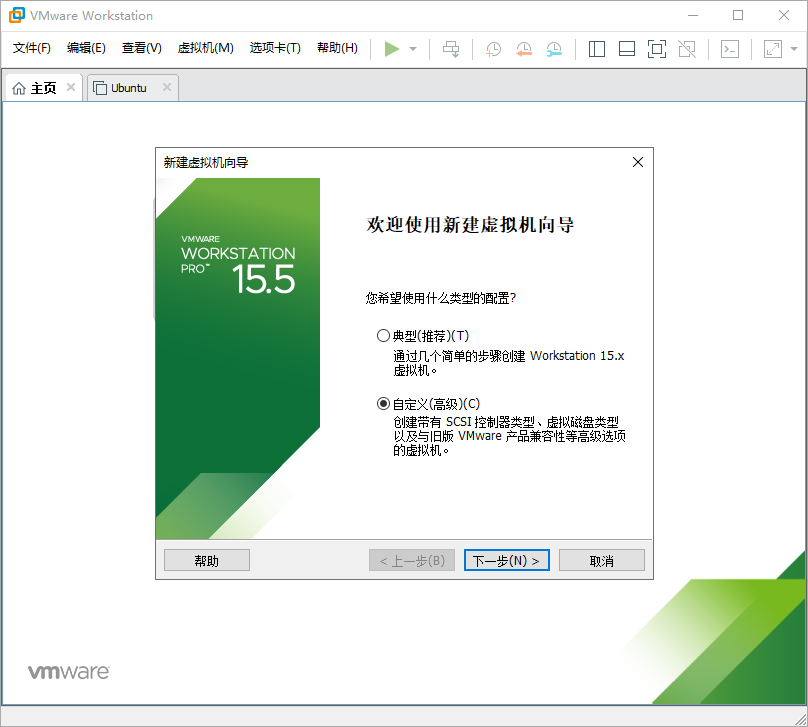 VMware Workstation
文件(F) 编辑(E) 查看(V) 虚拟机(M) 选项卡(T) 帮助(H)
主页 Ubuntu
新建虚拟机向导
VMWARE
WORKSTATION
PRO™ 15.5
欢迎使用新建虚拟机向导
您希望使用什么类型的配置?
典型(推荐)(T)
通过几个简单的步骤创建 Workstation 15.x
虚拟机。
自定义(高级)(C)
创建带有 SCSI 控制器类型、虚拟磁盘类型
以及与旧版 VMware 产品兼容性等高级选项
的虚拟机。
帮助 < 上一步(B) 下一步(N) > 取消
vmware